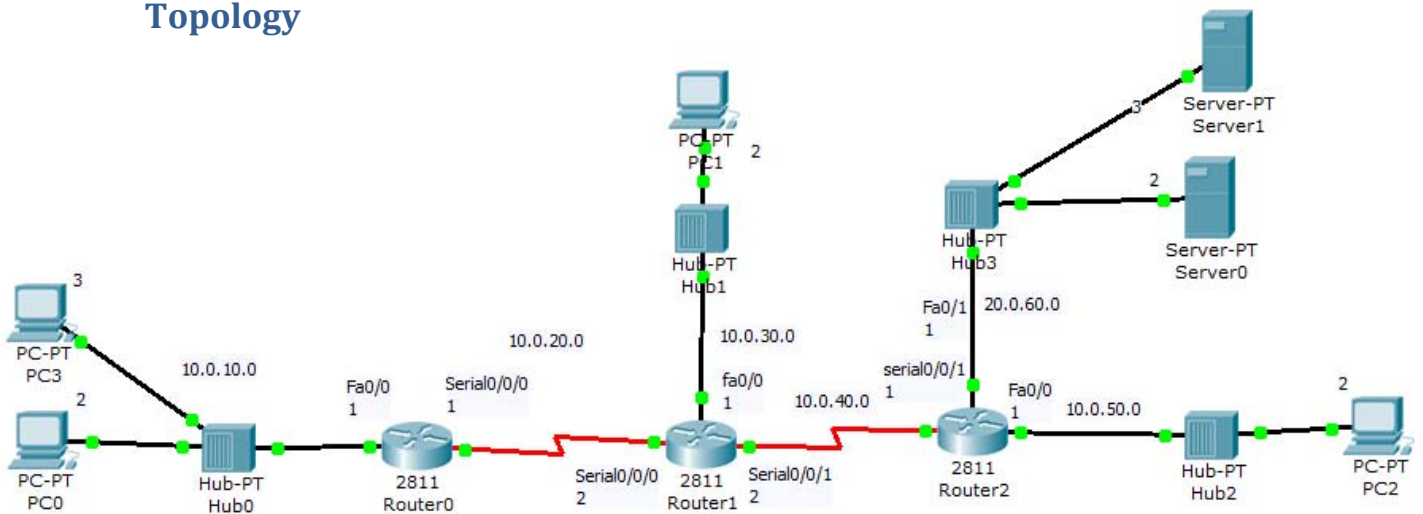 Topology
3
PC-PT
PC3
2
PC-PT
PC0
10.0.10.0
Hub-PT
Hub0
Fa0/0
1
2811
Router0
Serial0/0/0
1
10.0.20.0
Serial0/0/0
2
PC-PT
PC1
2
Hub-PT
Hub1
10.0.30.0
fa0/0
1
2811
Router1
Serial0/0/1
2
10.0.40.0
serial0/0/1
1
2811
Router2
Fa0/1
1
20.0.60.0
Hub-PT
Hub3
3
Server-PT
Server1
2
Server-PT
Server0
Fa0/0
1
10.0.50.0
Hub-PT
Hub2
2
PC-PT
PC2